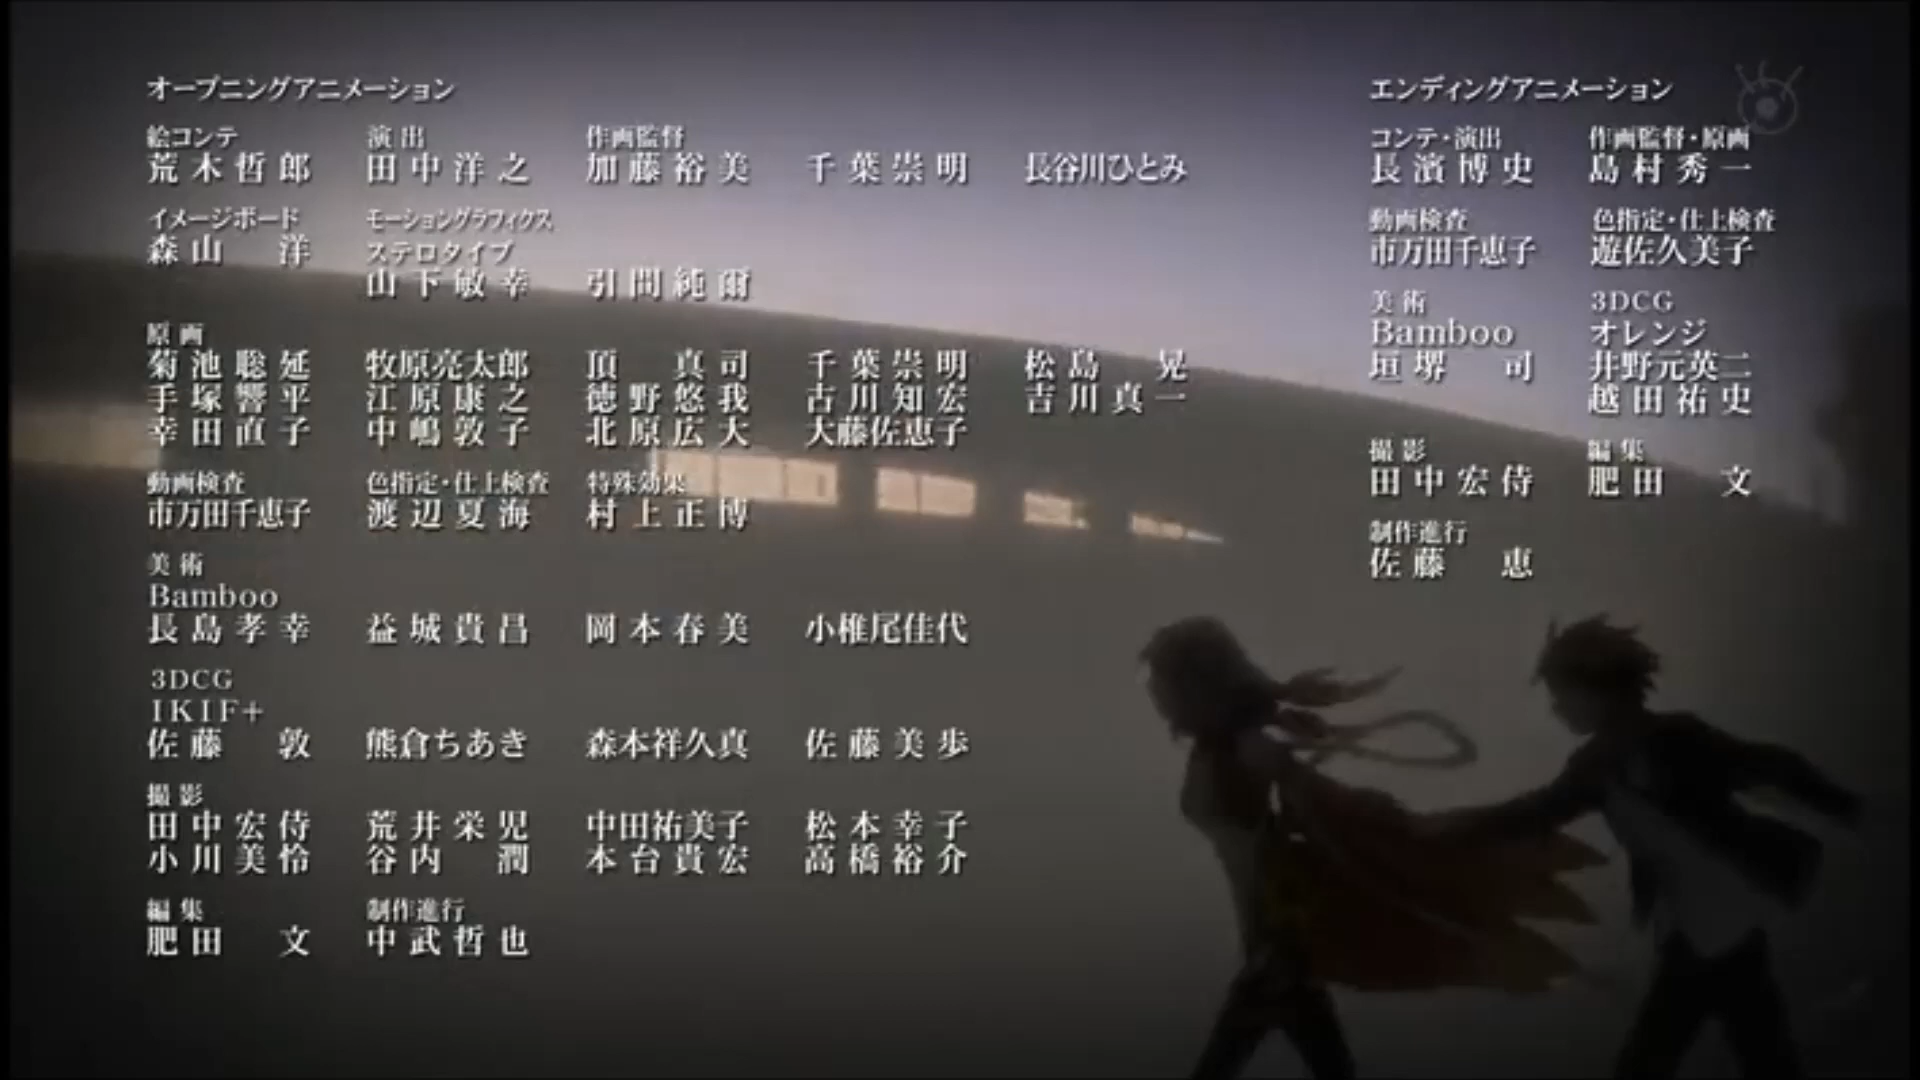 オープニングアニメーション
絵コンテ 演出 作画監督
荒木哲郎 田中洋之 加藤裕美 千葉崇明 長谷川ひとみ
イメージボード モーショングラフィクス
森山 洋 ステロタイプ
山下敏幸 引間純爾
原画
菊池聡延 牧原亮太郎 頂 真司 千葉崇明 松島 晃
手塚響平 江原康之 徳野悠我 古川知宏 吉川真一
幸田直子 中嶋敦子 北原広大 大藤佐恵子
動画検査 色指定・仕上検査 特殊効果
市万田千恵子 渡辺夏海 村上正博
美術
Bamboo
長島孝幸 益城貴昌 岡本春美 小椎尾佳代
3DCG
IKIF+
佐藤 敦 熊倉ちあき 森本祥久真 佐藤美歩
撮影
田中宏侍 荒井栄児 中田祐美子 松本幸子
小川美怜 谷内 潤 本台貴宏 高橋裕介
編集 制作進行
肥田 文 中武哲也
エンディングアニメーション
コンテ・演出 作画監督・原画
長濵博史 島村秀一
動画検査 色指定・仕上検査
市万田千恵子 遊佐久美子
美術 3DCG
Bamboo オレンジ
垣堺 司 井野元英二
越田祐史
撮影 編集
田中宏侍 肥田 文
制作進行
佐藤 恵